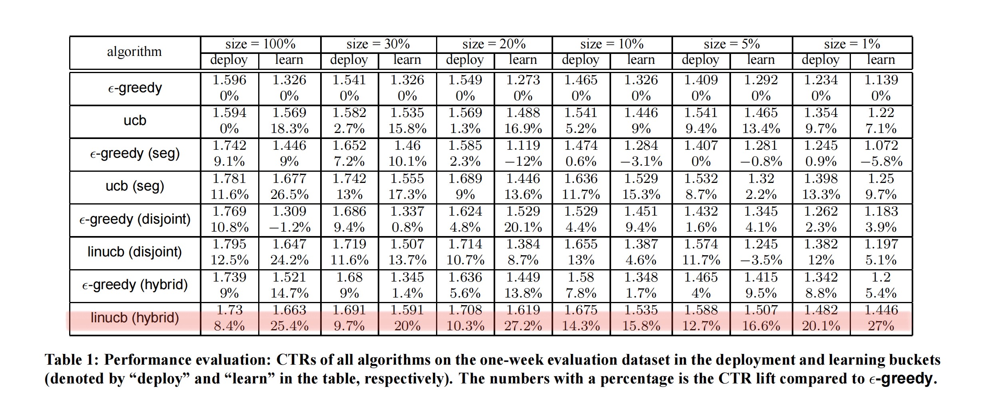 algorithm size = 100% size = 30% size = 20% size = 10% size = 5% size = 1%
deploy learn deploy learn deploy learn deploy learn deploy learn deploy learn
ϵ-greedy 1.596 1.326 1.541 1.326 1.549 1.273 1.465 1.326 1.409 1.292 1.234 1.139
0% 0% 0% 0% 0% 0% 0% 0% 0% 0% 0% 0%
ucb 1.594 1.569 1.582 1.535 1.569 1.488 1.541 1.446 1.541 1.465 1.354 1.22
0% 18.3% 2.7% 15.8% 1.3% 16.9% 5.2% 9% 9.4% 13.4% 9.7% 7.1%
ϵ-greedy (seg) 1.742 1.446 1.652 1.46 1.585 1.119 1.474 1.284 1.407 1.281 1.245 1.072
9.1% 9% 7.2% 10.1% 2.3% −12% 0.6% −3.1% 0% −0.8% 0.9% −5.8%
ucb (seg) 1.781 1.677 1.742 1.555 1.689 1.446 1.636 1.529 1.532 1.32 1.398 1.25
11.6% 26.5% 13% 17.3% 9% 13.6% 11.7% 15.3% 8.7% 2.2% 13.3% 9.7%
ϵ-greedy (disjoint) 1.769 1.309 1.686 1.337 1.624 1.529 1.529 1.451 1.432 1.345 1.262 1.183
10.8% −1.2% 9.4% 0.8% 4.8% 20.1% 4.4% 9.4% 1.6% 4.1% 2.3% 3.9%
linucb (disjoint) 1.795 1.647 1.719 1.507 1.714 1.384 1.655 1.387 1.574 1.245 1.382 1.197
12.5% 24.2% 11.6% 13.7% 10.7% 8.7% 13% 4.6% 11.7% −3.5% 12% 5.1%
ϵ-greedy (hybrid) 1.739 1.521 1.68 1.345 1.636 1.449 1.58 1.348 1.465 1.415 1.342 1.2
9% 14.7% 9% 1.4% 5.6% 13.8% 7.8% 1.7% 4% 9.5% 8.8% 5.4%
linucb (hybrid) 1.73 1.663 1.691 1.591 1.708 1.619 1.675 1.535 1.588 1.507 1.482 1.446
8.4% 25.4% 9.7% 20% 10.3% 27.2% 14.3% 15.8% 12.7% 16.6% 20.1% 27%
Table 1: Performance evaluation: CTRs of all algorithms on the one-week evaluation dataset in the deployment and learning buckets
(denoted by “deploy” and “learn” in the table, respectively). The numbers with a percentage is the CTR lift compared to ϵ-greedy.